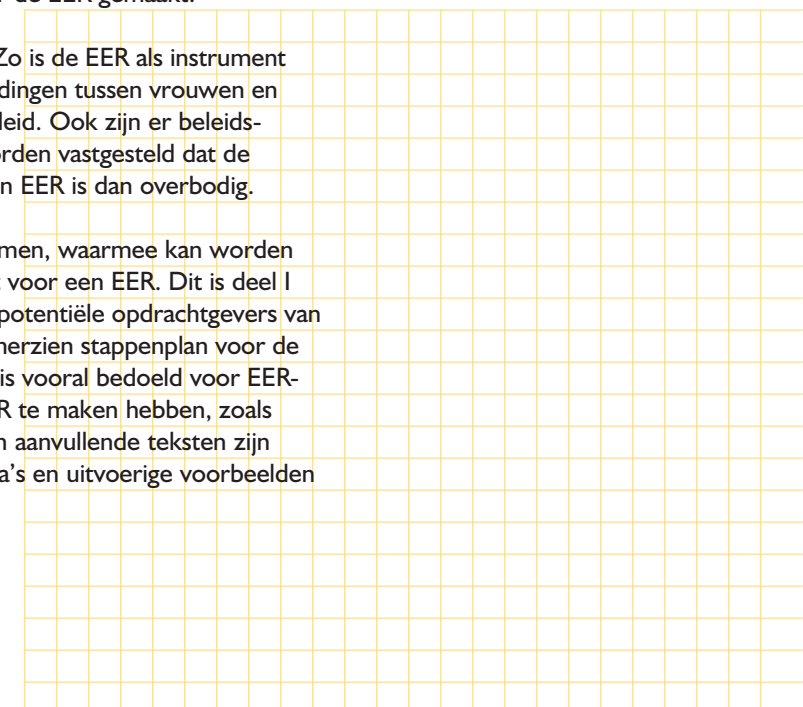 de EER gemaakt.
Zo is de EER als instrument
dingen tussen vrouwen en
leid. Ook zijn er beleids-
rden vastgesteld dat de
n EER is dan overbodig.
men, waarmee kan worden
voor een EER. Dit is deel I
potentiële opdrachtgevers van
herzien stappenplan voor de
is vooral bedoeld voor EER-
R te maken hebben, zoals
n aanvullende teksten zijn
a's en uitvoerige voorbeelden